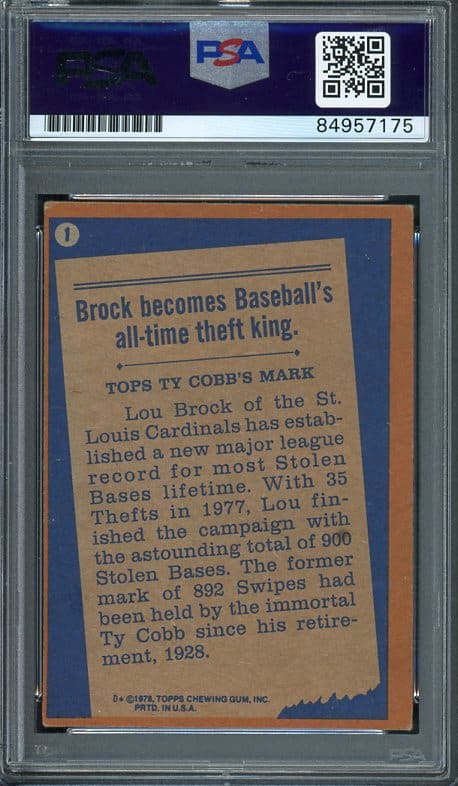 PSA
PSA
84957175
1
Brock becomes Baseball's
all-time theft king.
TOPS TY COBB'S MARK
Lou Brock of the St.
Louis Cardinals has estab-
lished a new major league
record for most Stolen
Bases lifetime. With 35
Thefts in 1977, Lou fin-
ished the campaign with
the astounding total of 900
Stolen Bases. The former
mark of 892 Swipes had
been held by the immortal
Ty Cobb since his retire-
ment, 1928.
D* ©1978, TOPPS CHEWING GUM, INC.
PRTD. IN U.S.A.